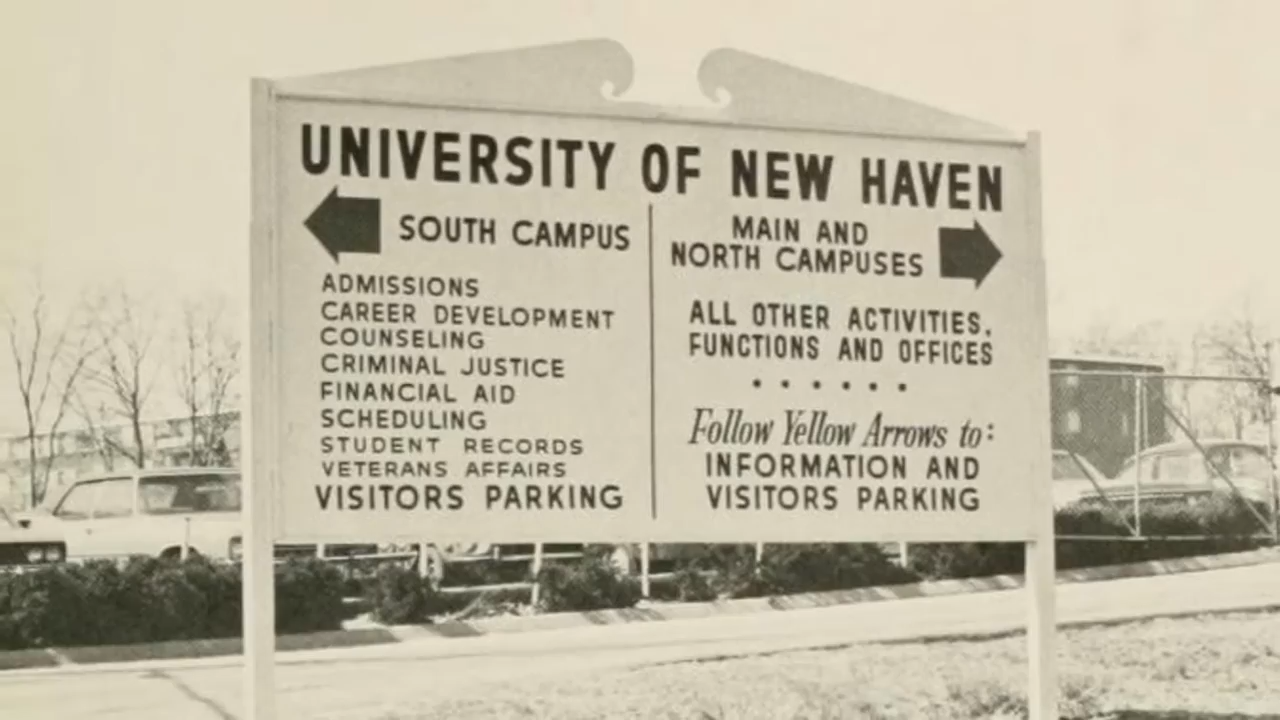 UNIVERSITY OF NEW HAVEN
SOUTH CAMPUS
ADMISSIONS
CAREER DEVELOPMENT
COUNSELING
CRIMINAL JUSTICE
FINANCIAL AID
SCHEDULING
STUDENT RECORDS
VETERANS AFFAIRS
VISITORS PARKING
MAIN AND
NORTH CAMPUSES
ALL OTHER ACTIVITIES,
FUNCTIONS AND OFFICES
......
Follow Yellow Arrows to:
INFORMATION AND
VISITORS PARKING